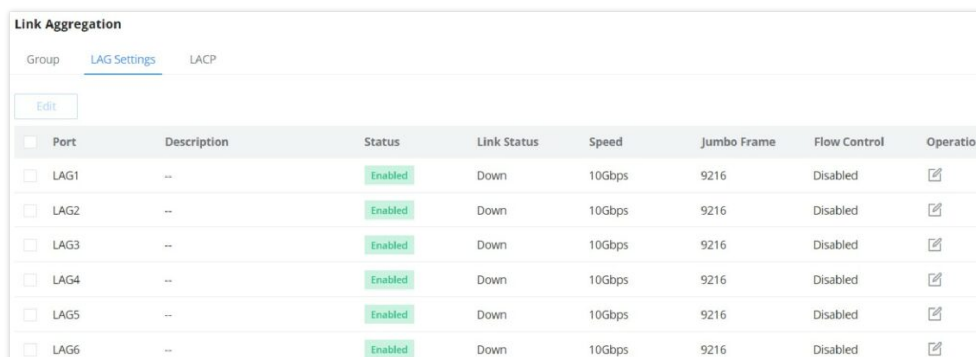 Link Aggregation
Group LAG Settings LACP
Edit
Port Description Status Link Status Speed Jumbo Frame Flow Control Operatio
LAG1 -- Enabled Down 10Gbps 9216 Disabled
LAG2 -- Enabled Down 10Gbps 9216 Disabled
LAG3 -- Enabled Down 10Gbps 9216 Disabled
LAG4 -- Enabled Down 10Gbps 9216 Disabled
LAG5 -- Enabled Down 10Gbps 9216 Disabled
LAG6 -- Enabled Down 10Gbps 9216 Disabled